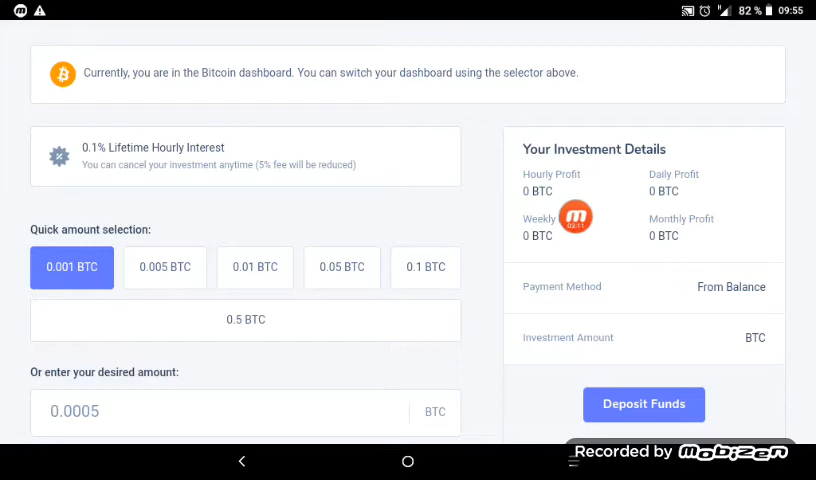 82 % 09:55
Currently, you are in the Bitcoin dashboard. You can switch your dashboard using the selector above.
0.1% Lifetime Hourly Interest
You can cancel your investment anytime (5% fee will be reduced)
Your Investment Details
Hourly Profit Daily Profit
0 BTC 0 BTC
Weekly Monthly Profit
0 BTC 0 BTC
Quick amount selection:
0.001 BTC 0.005 BTC 0.01 BTC 0.05 BTC 0.1 BTC
0.5 BTC
Payment Method From Balance
Investment Amount BTC
Or enter your desired amount:
0.0005 BTC
Deposit Funds
Recorded by mobizen